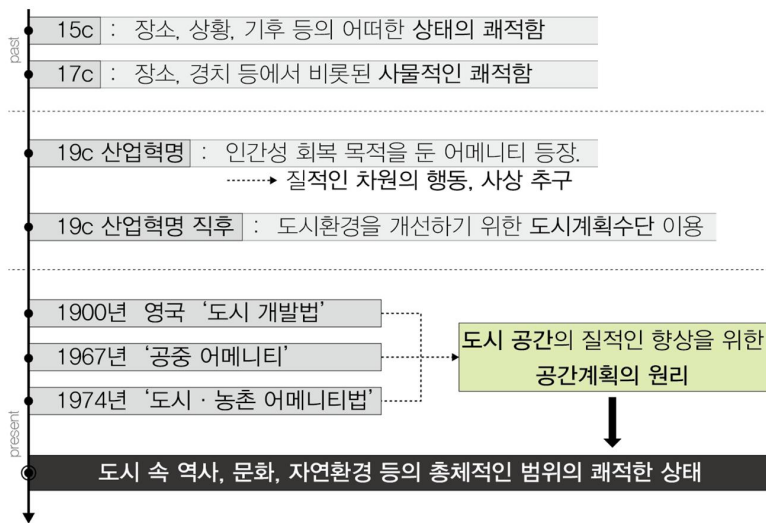 past
15c : 장소, 상황, 기후 등의 어떠한 상태의 쾌적함
17c : 장소, 경치 등에서 비롯된 사물적인 쾌적함
19c 산업혁명 : 인간성 회복 목적을 둔 어메니티 등장.
질적인 차원의 행동, 사상 추구
19c 산업혁명 직후 : 도시환경을 개선하기 위한 도시계획수단 이용
1900년 영국 ‘도시 개발법’
1967년 ‘공중 어메니티’
1974년 ‘도시 · 농촌 어메니티법’
도시 공간의 질적인 향상을 위한
공간계획의 원리
present
도시 속 역사, 문화, 자연환경 등의 총체적인 범위의 쾌적한 상태